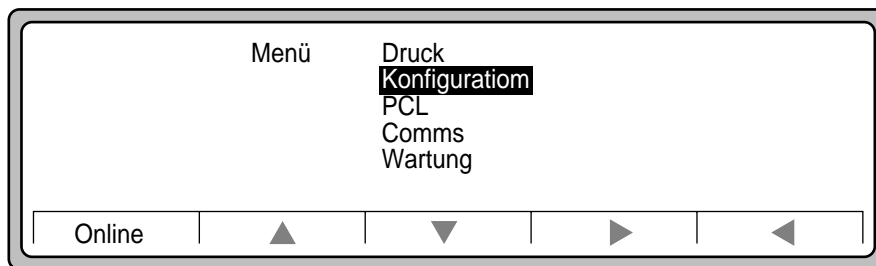 Menü Druck
Konfiguratiom
PCL
Comms
Wartung
Online